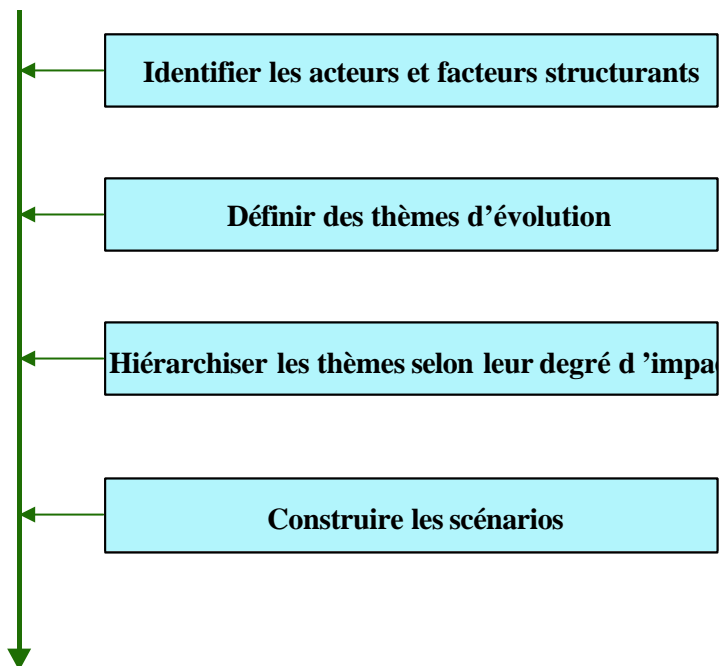 Identifier les acteurs et facteurs structurants
Définir des thèmes d’évolution
Hiérarchiser les thèmes selon leur degré d ’impac
Construire les scénarios